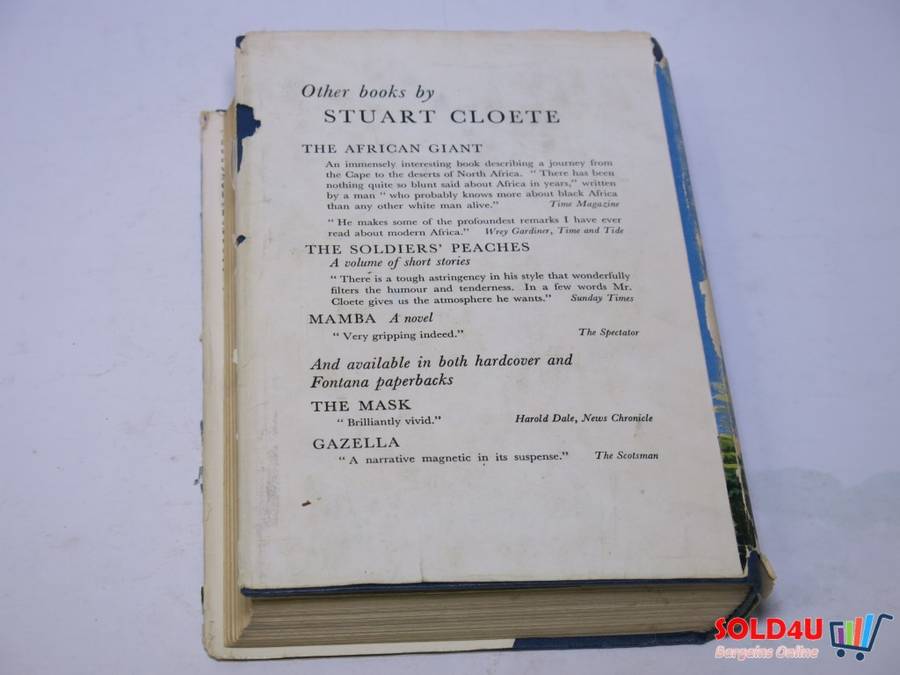 Other books by
STUART CLOETE
THE AFRICAN GIANT
An immensely interesting book describing a journey from
the Cape to the deserts of North Africa. "There has been
nothing quite so blunt said about Africa in years," written
by a man "who probably knows more about black Africa
than any other white man alive." Time Magazine
"He makes some of the profoundest remarks I have ever
read about modern Africa." Wrey Gardiner, Time and Tide
THE SOLDIERS' PEACHES
A volume of short stories
"There is a tough astringency in his style that wonderfully
filters the humour and tenderness. In a few words Mr.
Cloete gives us the atmosphere he wants." Sunday Times
MAMBA A novel
"Very gripping indeed." The Spectator
And available in both hardcover and
Fontana paperbacks
THE MASK
"Brilliantly vivid." Harold Dale, News Chronicle
GAZELLA
"A narrative magnetic in its suspense." The Scotsman
SOLD4U
Bargains Online